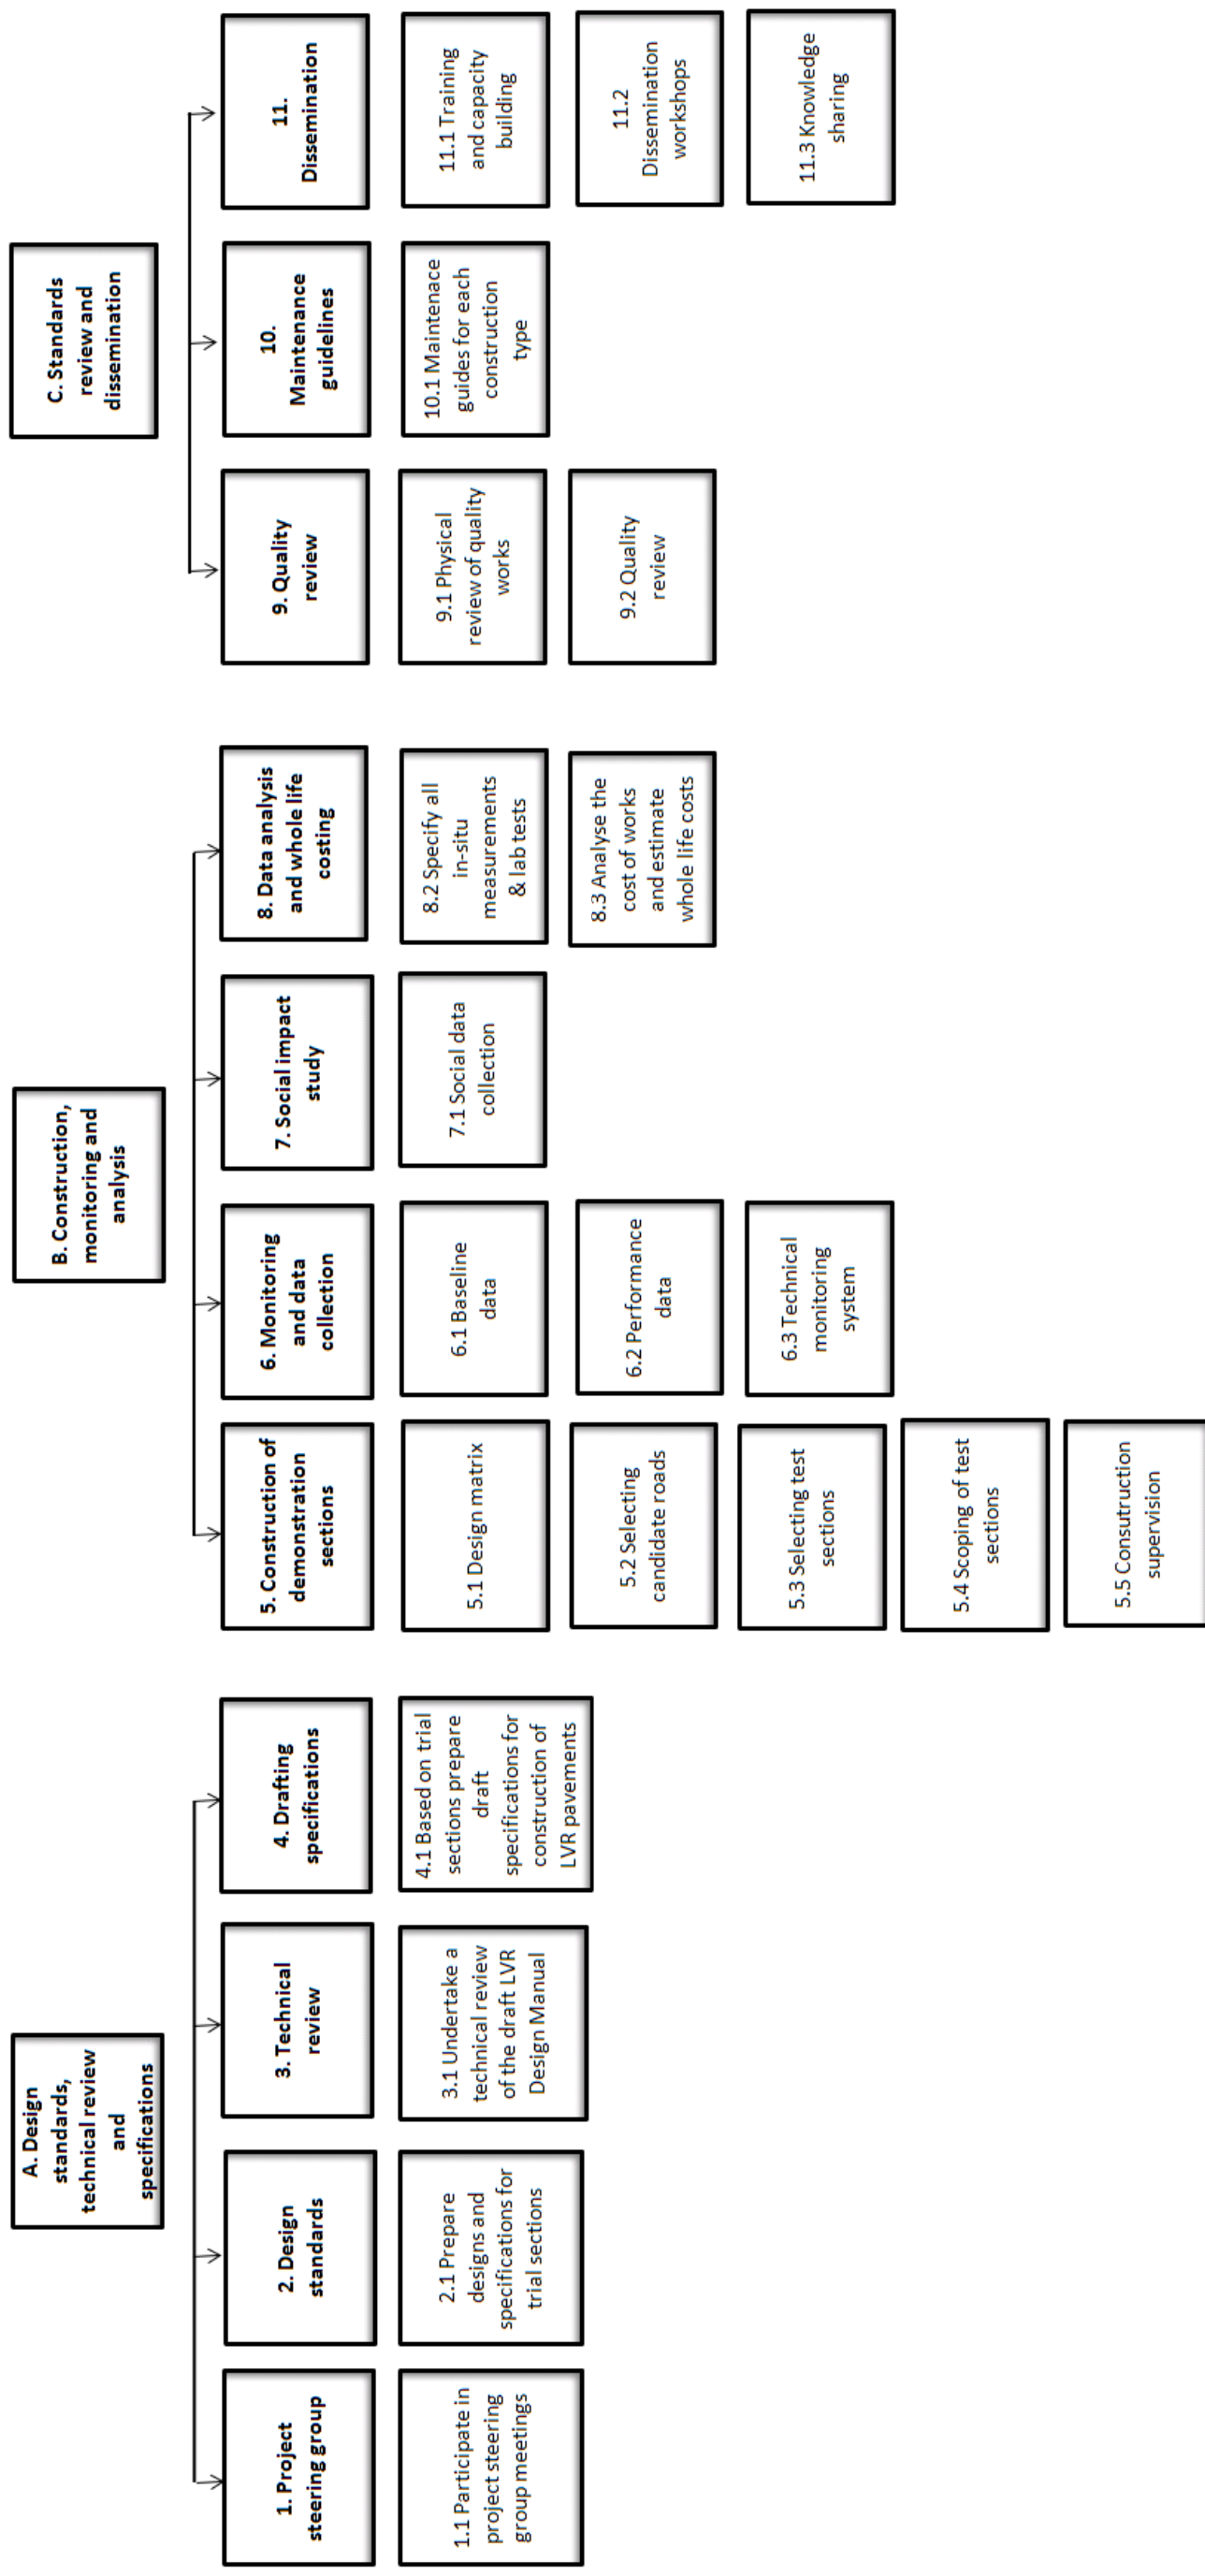 A. Design
standards,
technical review
and
specifications
1. Project
steering group
1.1 Participate in
project steering
group meetings
2. Design
standards
2.1 Prepare
designs and
specifications for
trial sections
3. Technical
review
3.1 Undertake a
technical review
of the draft LVR
Design Manual
4. Drafting
specifications
4.1 Based on trial
sections prepare
draft
specifications for
construction of
LVR pavements
B. Construction,
monitoring and
analysis
5. Construction of
demonstration
sections
5.1 Design matrix
5.2 Selecting
candidate roads
5.3 Selecting test
sections
5.4 Scoping of test
sections
5.5 Consutruction
supervision
6. Monitoring
and data
collection
6.1 Baseline
data
6.2 Performance
data
6.3 Technical
monitoring
system
7. Social impact
study
7.1 Social data
collection
8. Data analysis
and whole life
costing
8.2 Specify all
in-situ
measurements
& lab tests
8.3 Analyse the
cost of works
and estimate
whole life costs
C. Standards
review and
dissemination
9. Quality
review
9.1 Physical
review of quality
works
9.2 Quality
review
10.
Maintenance
guidelines
10.1 Maintenace
guides for each
construction
type
11.
Dissemination
11.1 Training
and capacity
building
11.2
Dissemination
workshops
11.3 Knowledge
sharing